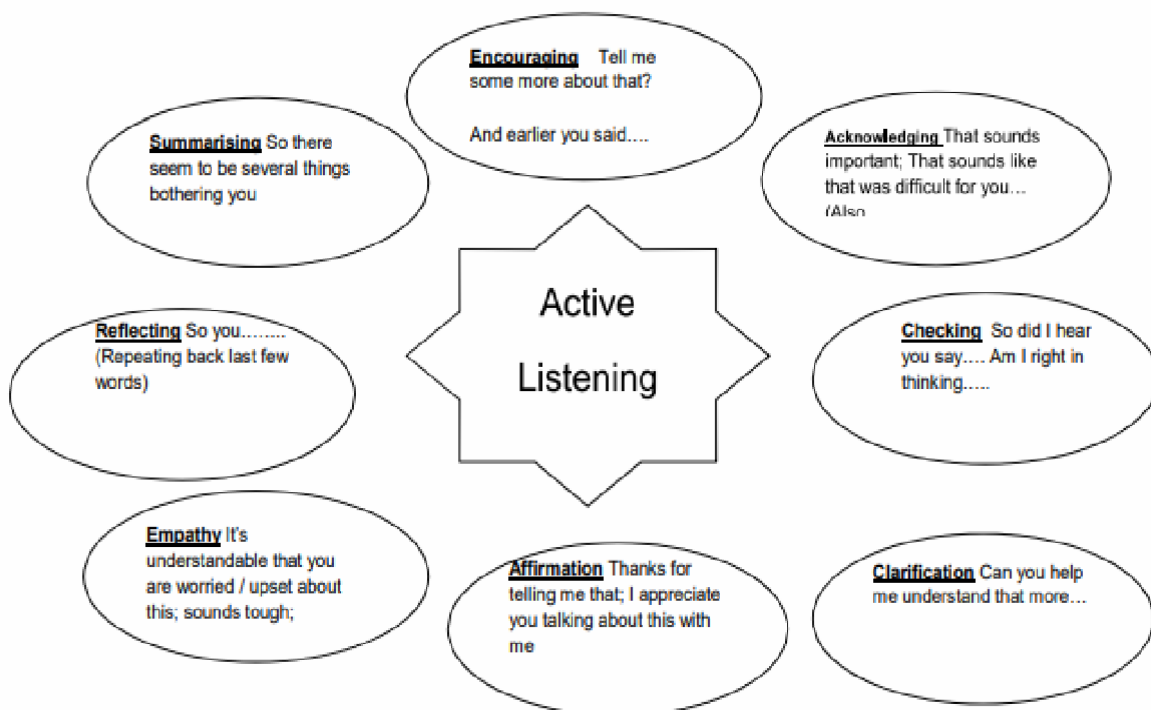 Encouraging Tell me
some more about that?
And earlier you said….
Summarising So there
seem to be several things
bothering you
Acknowledging That sounds
important; That sounds like
that was difficult for you…
(Also
Active
Listening
Reflecting So you……..
(Repeating back last few
words)
Checking So did I hear
you say…. Am I right in
thinking…..
Empathy It's
understandable that you
are worried / upset about
this; sounds tough;
Affirmation Thanks for
telling me that; I appreciate
you talking about this with
me
Clarification Can you help
me understand that more…